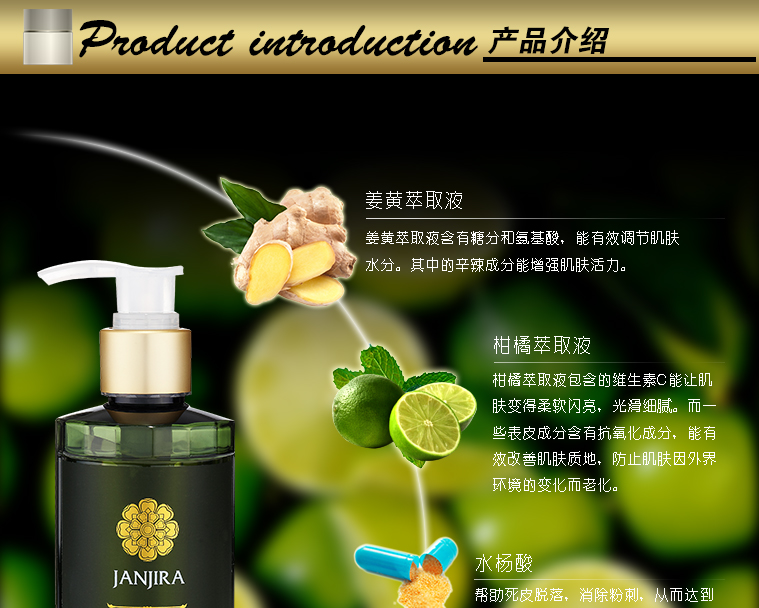 Product introduction 产品介绍
姜黄萃取液
姜黄萃取液含有糖分和氨基酸，能有效调节肌肤
水分。其中的辛辣成分能增强肌肤活力。
柑橘萃取液
柑橘萃取液包含的维生素C能让肌
肤变得柔软闪亮，光滑细腻。而一
些表皮成分含有抗氧化成分，能有
效改善肌肤质地，防止肌肤因外界
环境的变化而老化。
JANJIRA
水杨酸
帮助死皮脱落，消除粉刺，从而达到